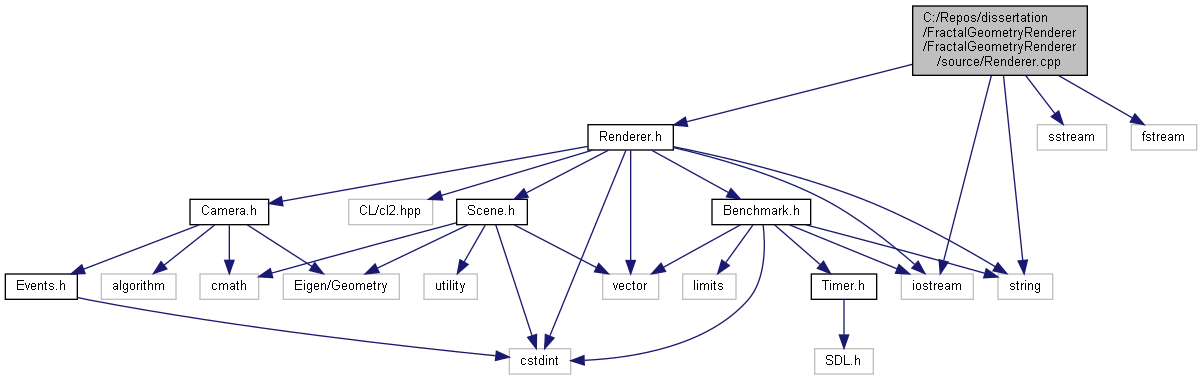 C:/Repos/dissertation
/FractalGeometryRenderer
/FractalGeometryRenderer
/source/Renderer.cpp
Renderer.h
sstream
fstream
Camera.h
CL/cl2.hpp
Scene.h
Benchmark.h
Events.h
algorithm
cmath
Eigen/Geometry
utility
vector
limits
Timer.h
iostream
string
cstdint
SDL.h